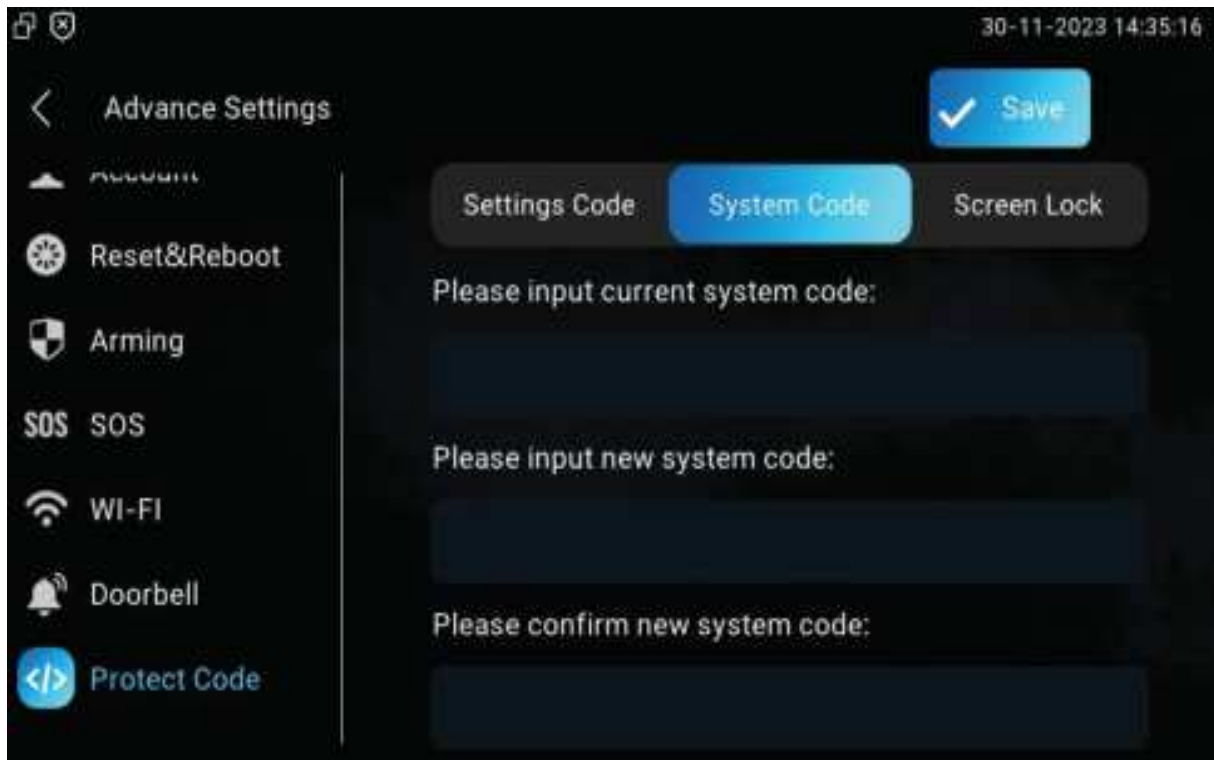 30-11-2023 14:35:16
Advance Settings
Save
Account
Reset&Reboot
Arming
SOS SOS
WI-FI
Doorbell
Protect Code
Settings Code System Code Screen Lock
Please input current system code:
Please input new system code:
Please confirm new system code: